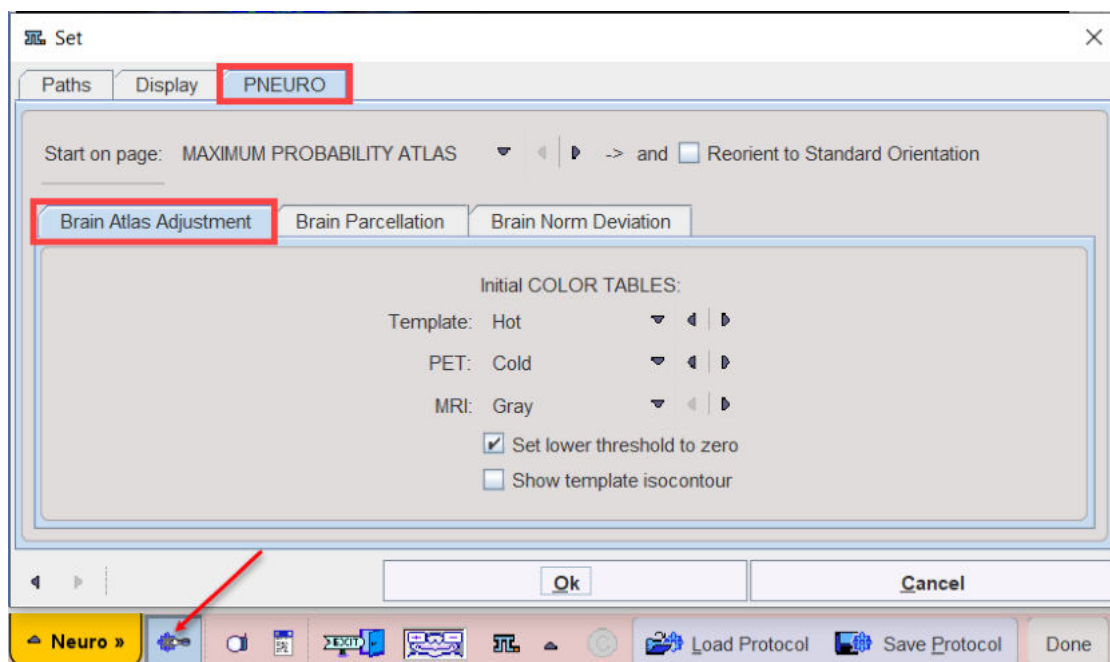 Set
Paths Display PNEURO
Start on page: MAXIMUM PROBABILITY ATLAS -> and Reorient to Standard Orientation
Brain Atlas Adjustment Brain Parcellation Brain Norm Deviation
Initial COLOR TABLES:
Template: Hot
PET: Cold
MRI: Gray
Set lower threshold to zero
Show template isocontour
Ok Cancel
Neuro » EXIT C Load Protocol Save Protocol Done